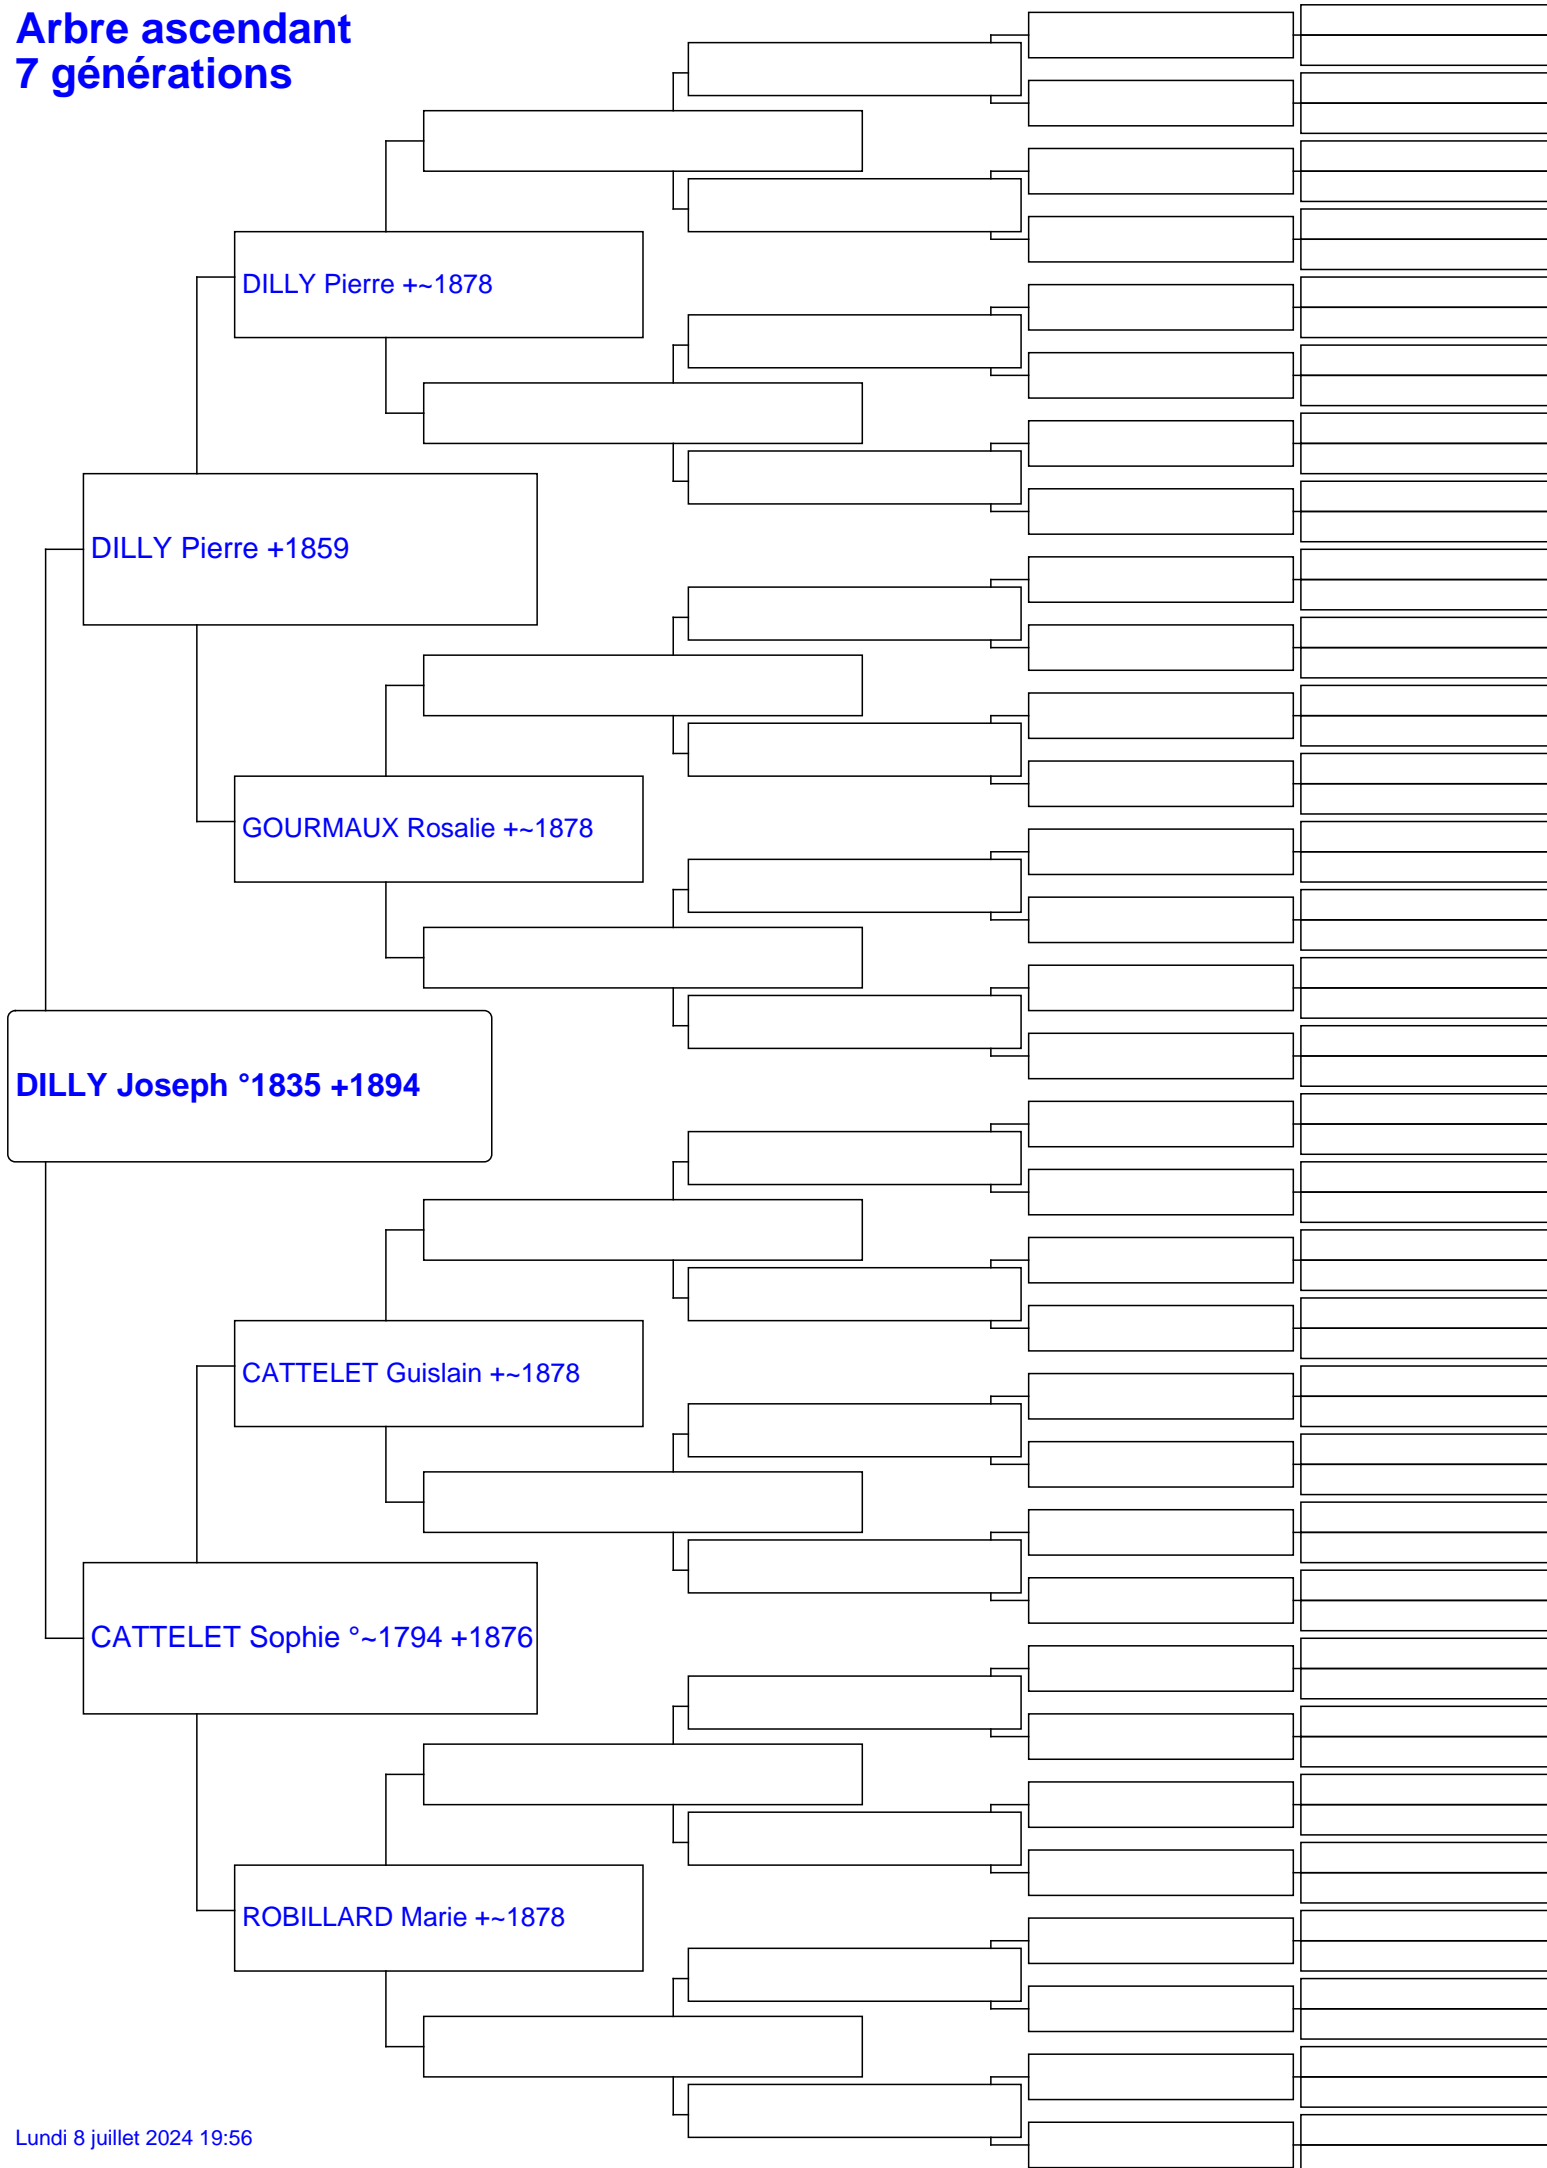 Arbre ascendant
7 générations
DILLY Pierre +~1878
DILLY Pierre +1859
GOURMAUX Rosalie +~1878
DILLY Joseph °1835 +1894
CATTELET Guislain +~1878
CATTELET Sophie °~1794 +1876
ROBILLARD Marie +~1878
Lundi 8 juillet 2024 19:56